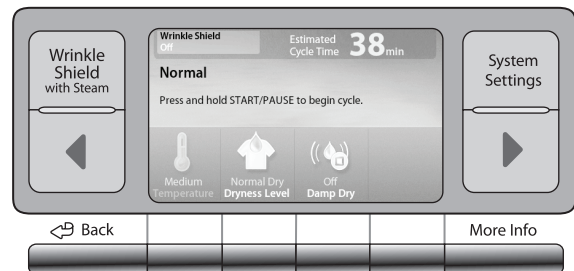 Wrinkle
Shield
with Steam
Wrinkle Shield
Off
Estimated
Cycle Time 38 min
Normal
Press and hold START/PAUSE to begin cycle.
Medium
Temperature
Normal Dry
Dryness Level
Off
Damp Dry
System
Settings
Back
More Info